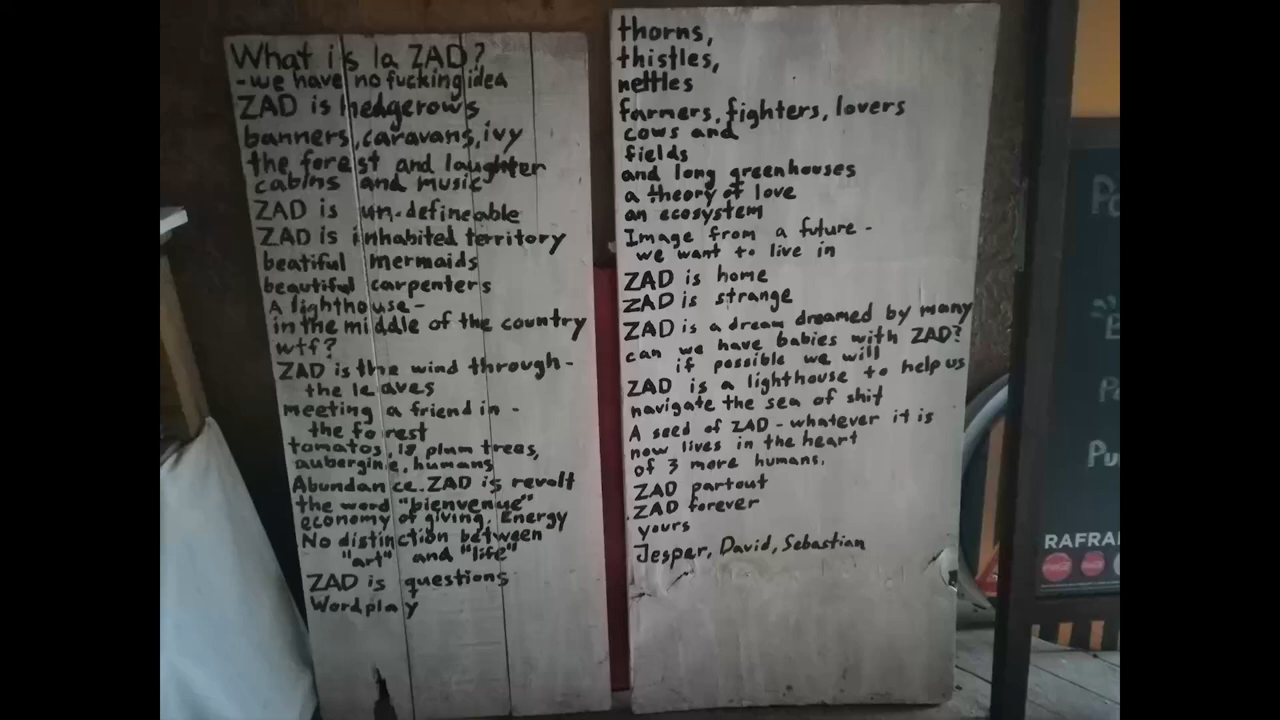 What is la ZAD?
-we have no fucking idea
ZAD is hedgerows
banners, caravans, ivy
the forest and laughter
cabins and music
ZAD is un-defineable
ZAD is inhabited territory
beatiful mermaids
beautiful carpenters
A lighthouse-
in the middle of the country
wtf?
ZAD is the wind through-
the leaves
meeting a friend in -
the forest
tomatos, 18 plum trees,
aubergine, humans
Abundance. ZAD is revolt
the word "bienvenue"
economy of giving. Energy
No distinction between
"art" and "life"
ZAD is questions
Wordplay
thorns,
thistles,
nettles
farmers, fighters, lovers
cows and
fields
and long greenhouses
a theory of love
an ecosystem
Image from a future -
we want to live in
ZAD is home
ZAD is strange
ZAD is a dream dreamed by many
can we have babies with ZAD?
if possible we will
ZAD is a lighthouse to help us
navigate the sea of shit
A seed of ZAD - whatever it is
now lives in the heart
of 3 more humans.
ZAD partout
ZAD forever
yours
Jesper, David, Sebastian